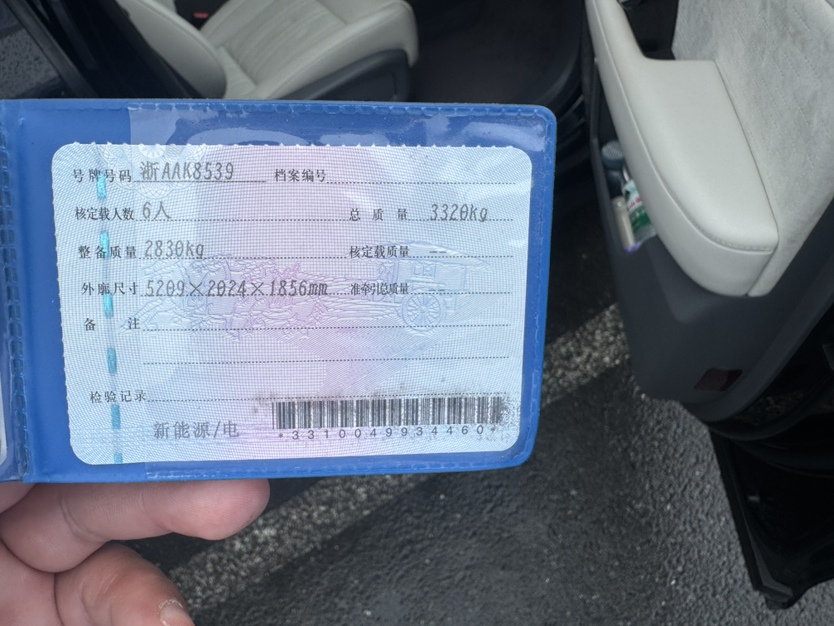 号牌号码 浙AAK8539 档案编号
核定载人数 6人 总质量 3320kg
整备质量 2830kg 核定载质量 --
外廓尺寸 5209×2024×1856mm 准牵引总质量 --
备注
检验记录
新能源/电
*3310049934460*